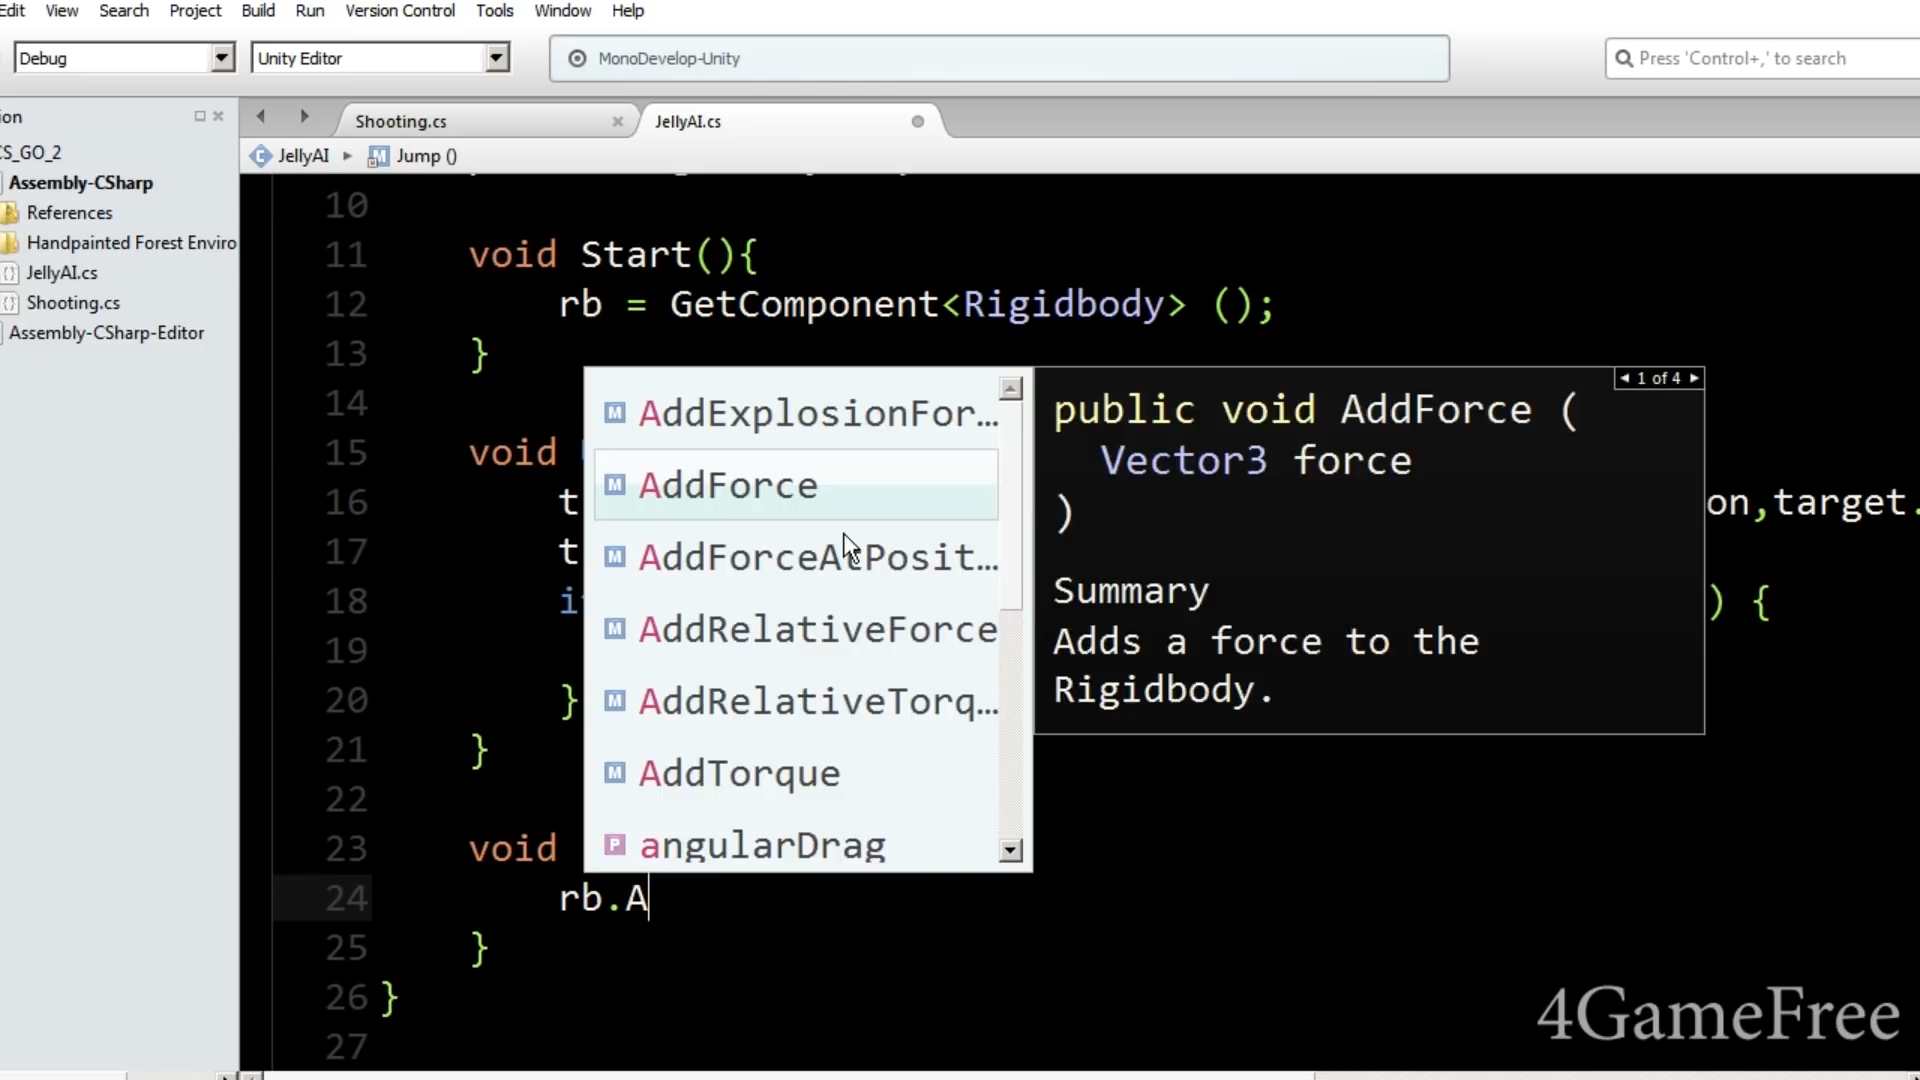 Edit View Search Project Build Run Version Control Tools Window Help
Debug Unity Editor MonoDevelop-Unity Press 'Control+,' to search
Shooting.cs JellyAI.cs
JellyAI Jump ()
CS_GO_2
Assembly-CSharp
References
Handpainted Forest Enviro
JellyAI.cs
Shooting.cs
Assembly-CSharp-Editor
10
11 void Start(){
12 rb = GetComponent<Rigidbody> ();
13 }
14
15 void
16 t on,target.
17 t
18 i ) {
19
20 }
21 }
22
23 void
24 rb.A
25 }
26 }
27
AddExplosionFor...
AddForce
AddForceAtPosit...
AddRelativeForce
AddRelativeTorq...
AddTorque
angularDrag
1 of 4
public void AddForce (
Vector3 force
)
Summary
Adds a force to the
Rigidbody.
4GameFree